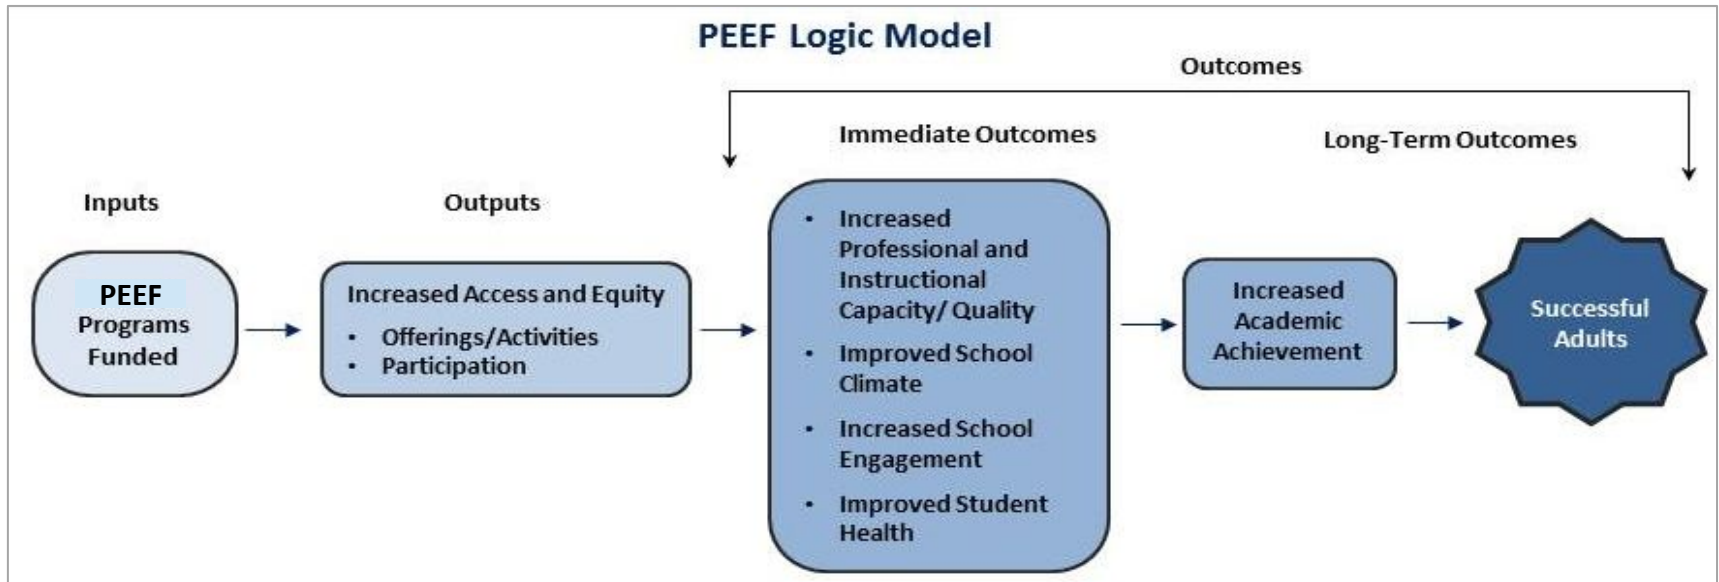 PEEF Logic Model
Outcomes
Immediate Outcomes
Long-Term Outcomes
Inputs
Outputs
PEEF
Programs
Funded
Increased Access and Equity
• Offerings/Activities
• Participation
• Increased
Professional and
Instructional
Capacity/ Quality
• Improved School
Climate
• Increased School
Engagement
• Improved Student
Health
Increased
Academic
Achievement
Successful
Adults